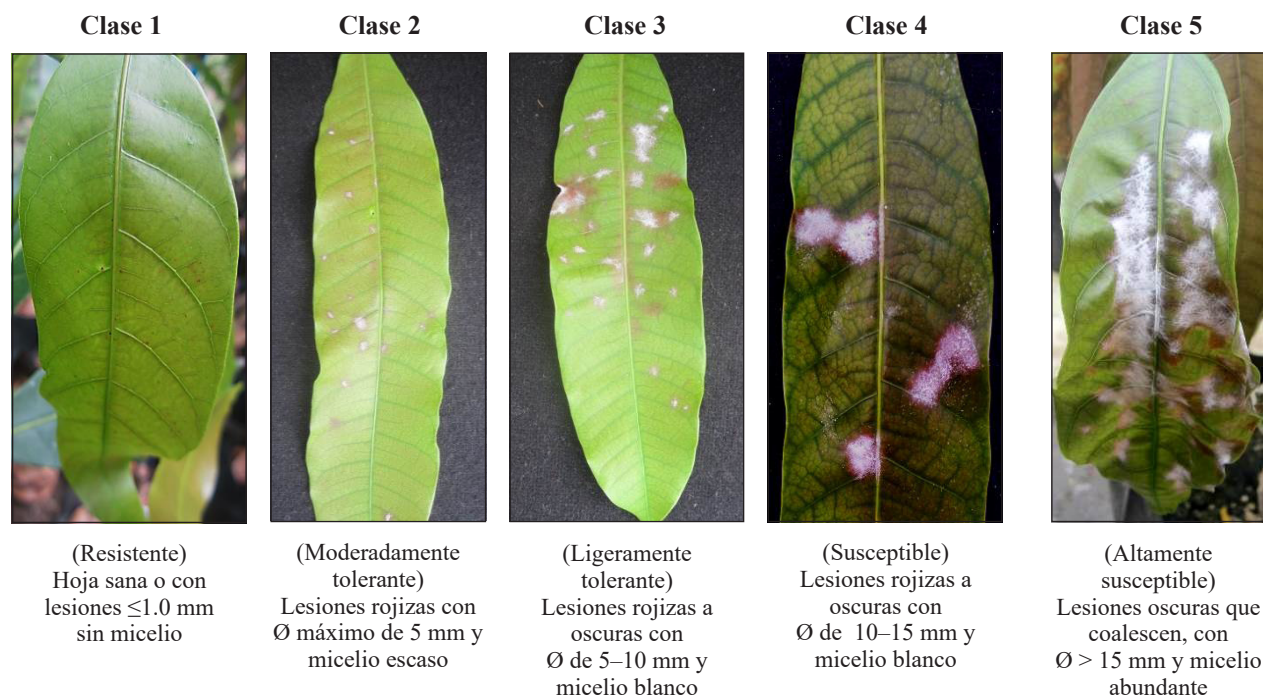 Clase 1
Clase 2
Clase 3
Clase 4
Clase 5
(Resistente)
Hoja sana o con
lesiones ≤1.0 mm
sin micelio
(Moderadamente
tolerante)
Lesiones rojizas con
Ø máximo de 5 mm y
micelio escaso
(Ligeramente
tolerante)
Lesiones rojizas a
oscuras con
Ø de 5–10 mm y
micelio blanco
(Susceptible)
Lesiones rojizas a
oscuras con
Ø de 10–15 mm y
micelio blanco
(Altamente
susceptible)
Lesiones oscuras que
coalescen, con
Ø > 15 mm y micelio
abundante